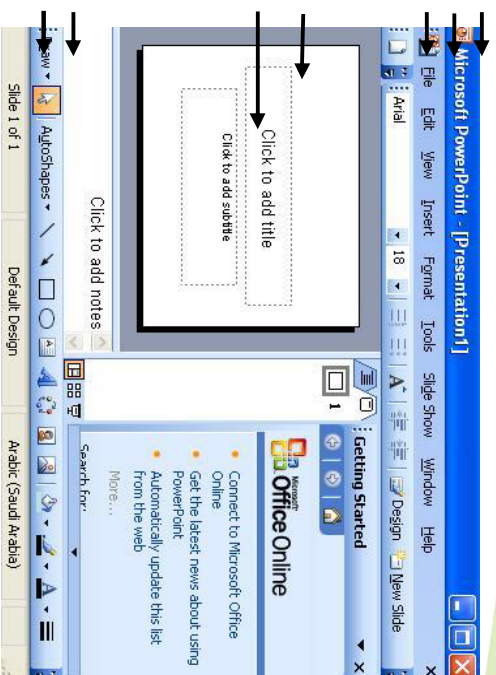 Microsoft PowerPoint - [Presentation1]
File Edit View Insert Format Tools Slide Show Window Help
Arial 18 A Design New Slide
1
Getting Started
Microsoft
Office Online
Connect to Microsoft Office
Online
Get the latest news about using
PowerPoint
Automatically update this list
from the web
More...
Search for:
Click to add title
Click to add subtitle
Click to add notes
AutoShapes
Slide 1 of 1 Default Design Arabic (Saudi Arabia)